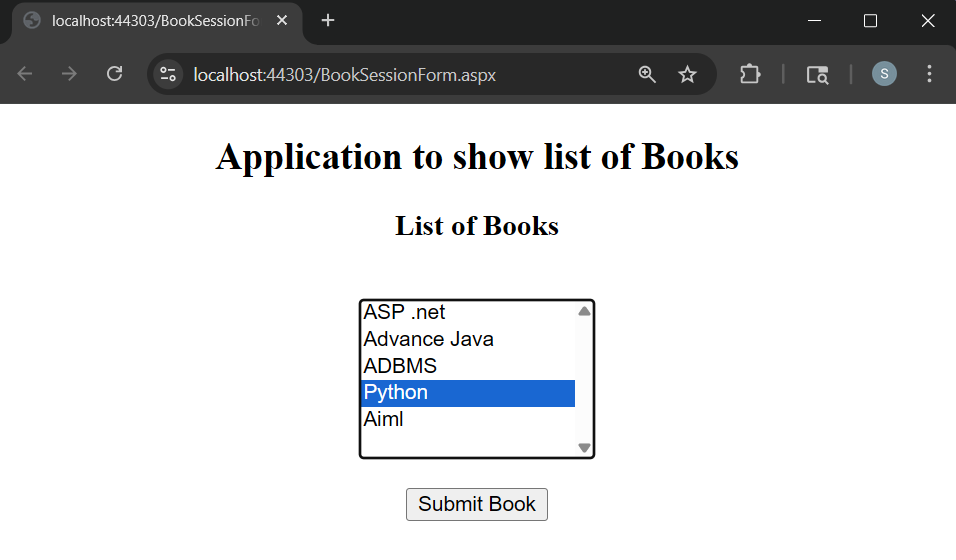 localhost:44303/BookSessionFo
localhost:44303/BookSessionForm.aspx
S
Application to show list of Books
List of Books
ASP .net
Advance Java
ADBMS
Python
Aiml
Submit Book